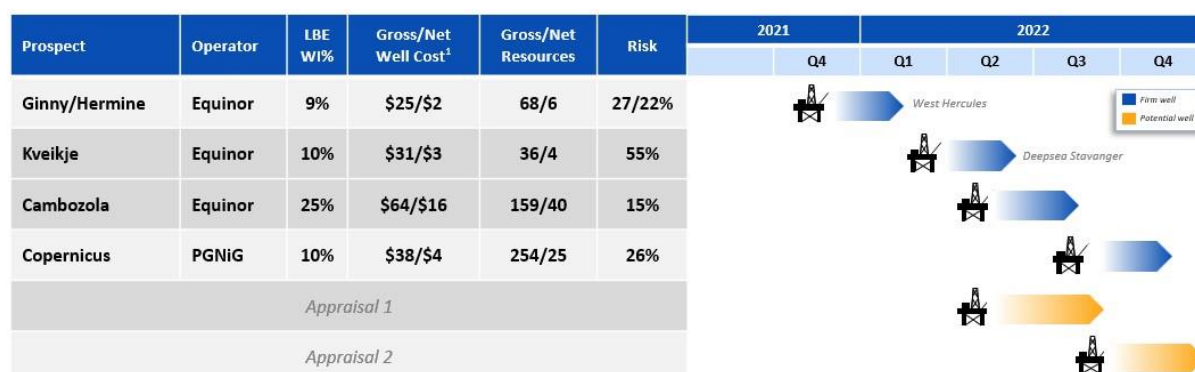 Prospect Operator LBE WI% Gross/Net Well Cost1 Gross/Net Resources Risk 2021 2022
Q4 Q1 Q2 Q3 Q4
Ginny/Hermine Equinor 9% $25/$2 68/6 27/22% West Hercules
Firm well
Potential well
Kveikje Equinor 10% $31/$3 36/4 55% Deepsea Stavanger
Cambozola Equinor 25% $64/$16 159/40 15%
Copernicus PGNiG 10% $38/$4 254/25 26%
Appraisal 1
Appraisal 2